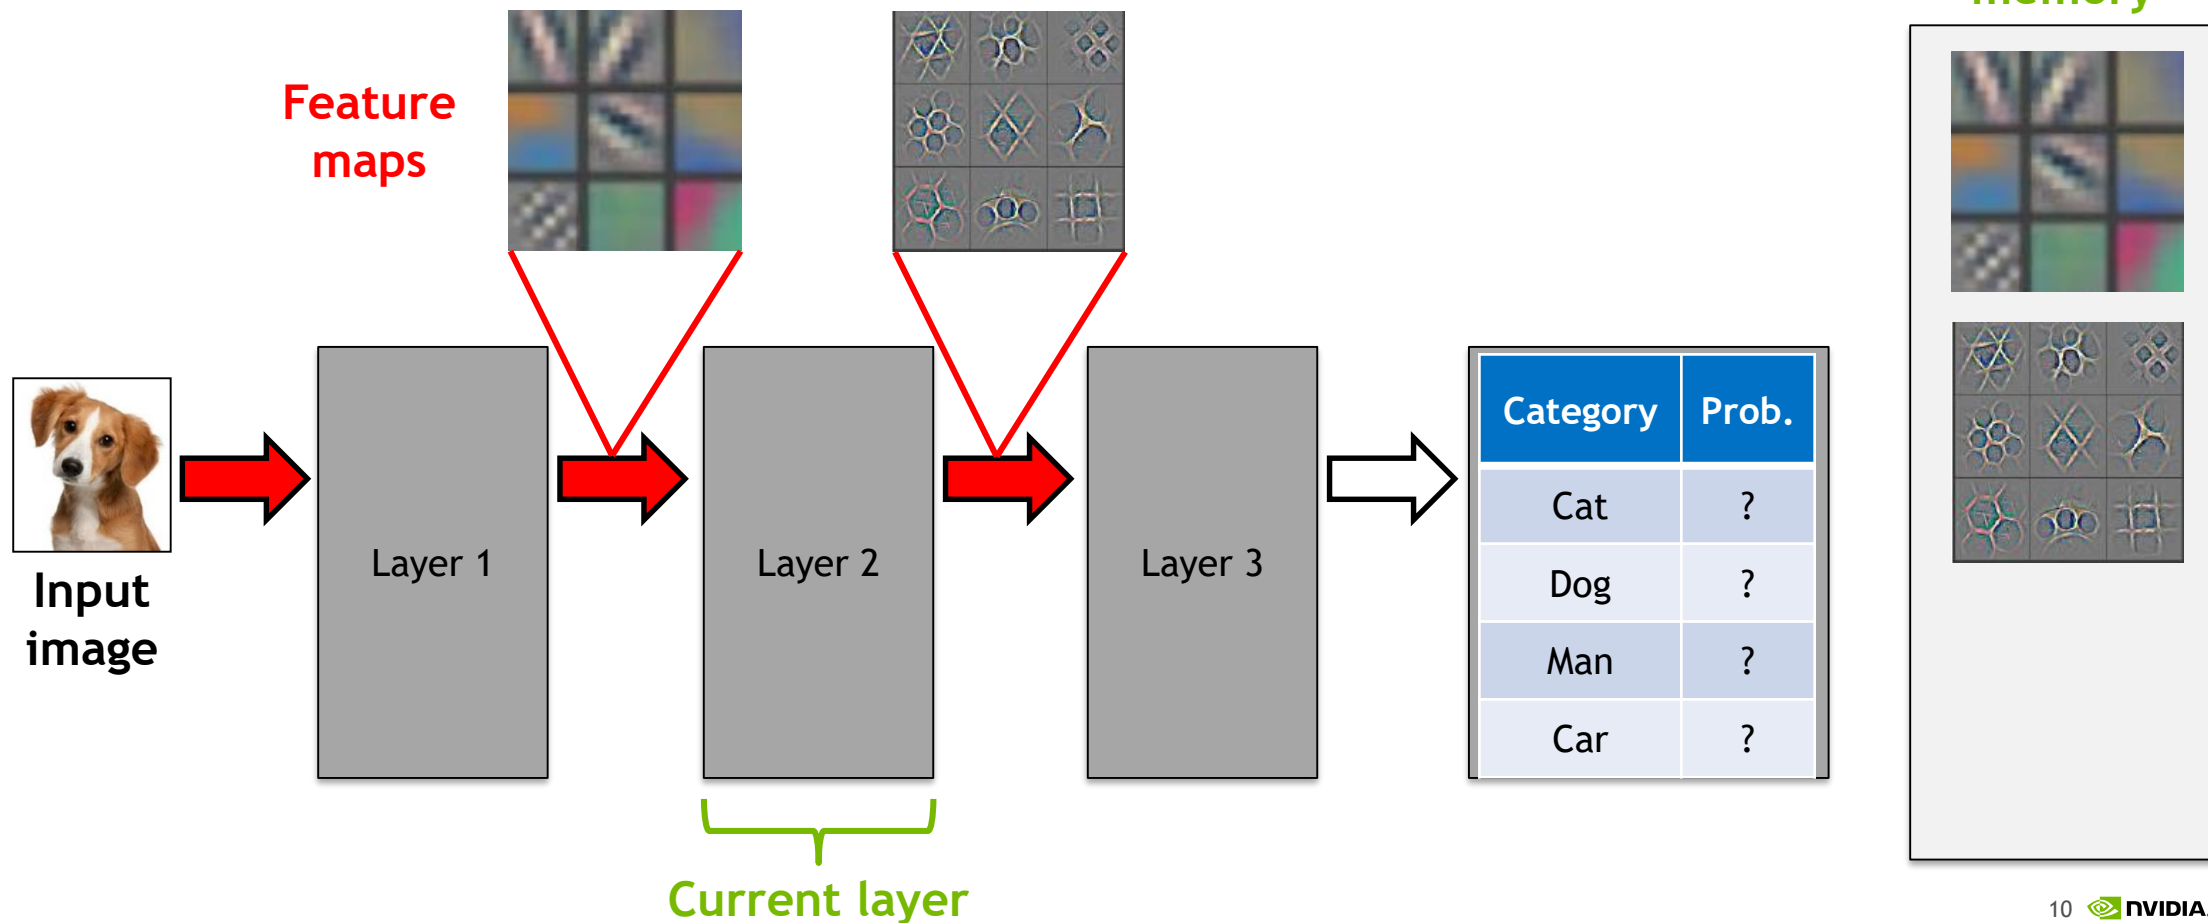 memory
Feature
maps
Input
image
Layer 1
Layer 2
Layer 3
Category Prob.
Cat ?
Dog ?
Man ?
Car ?
Current layer
10 NVIDIA